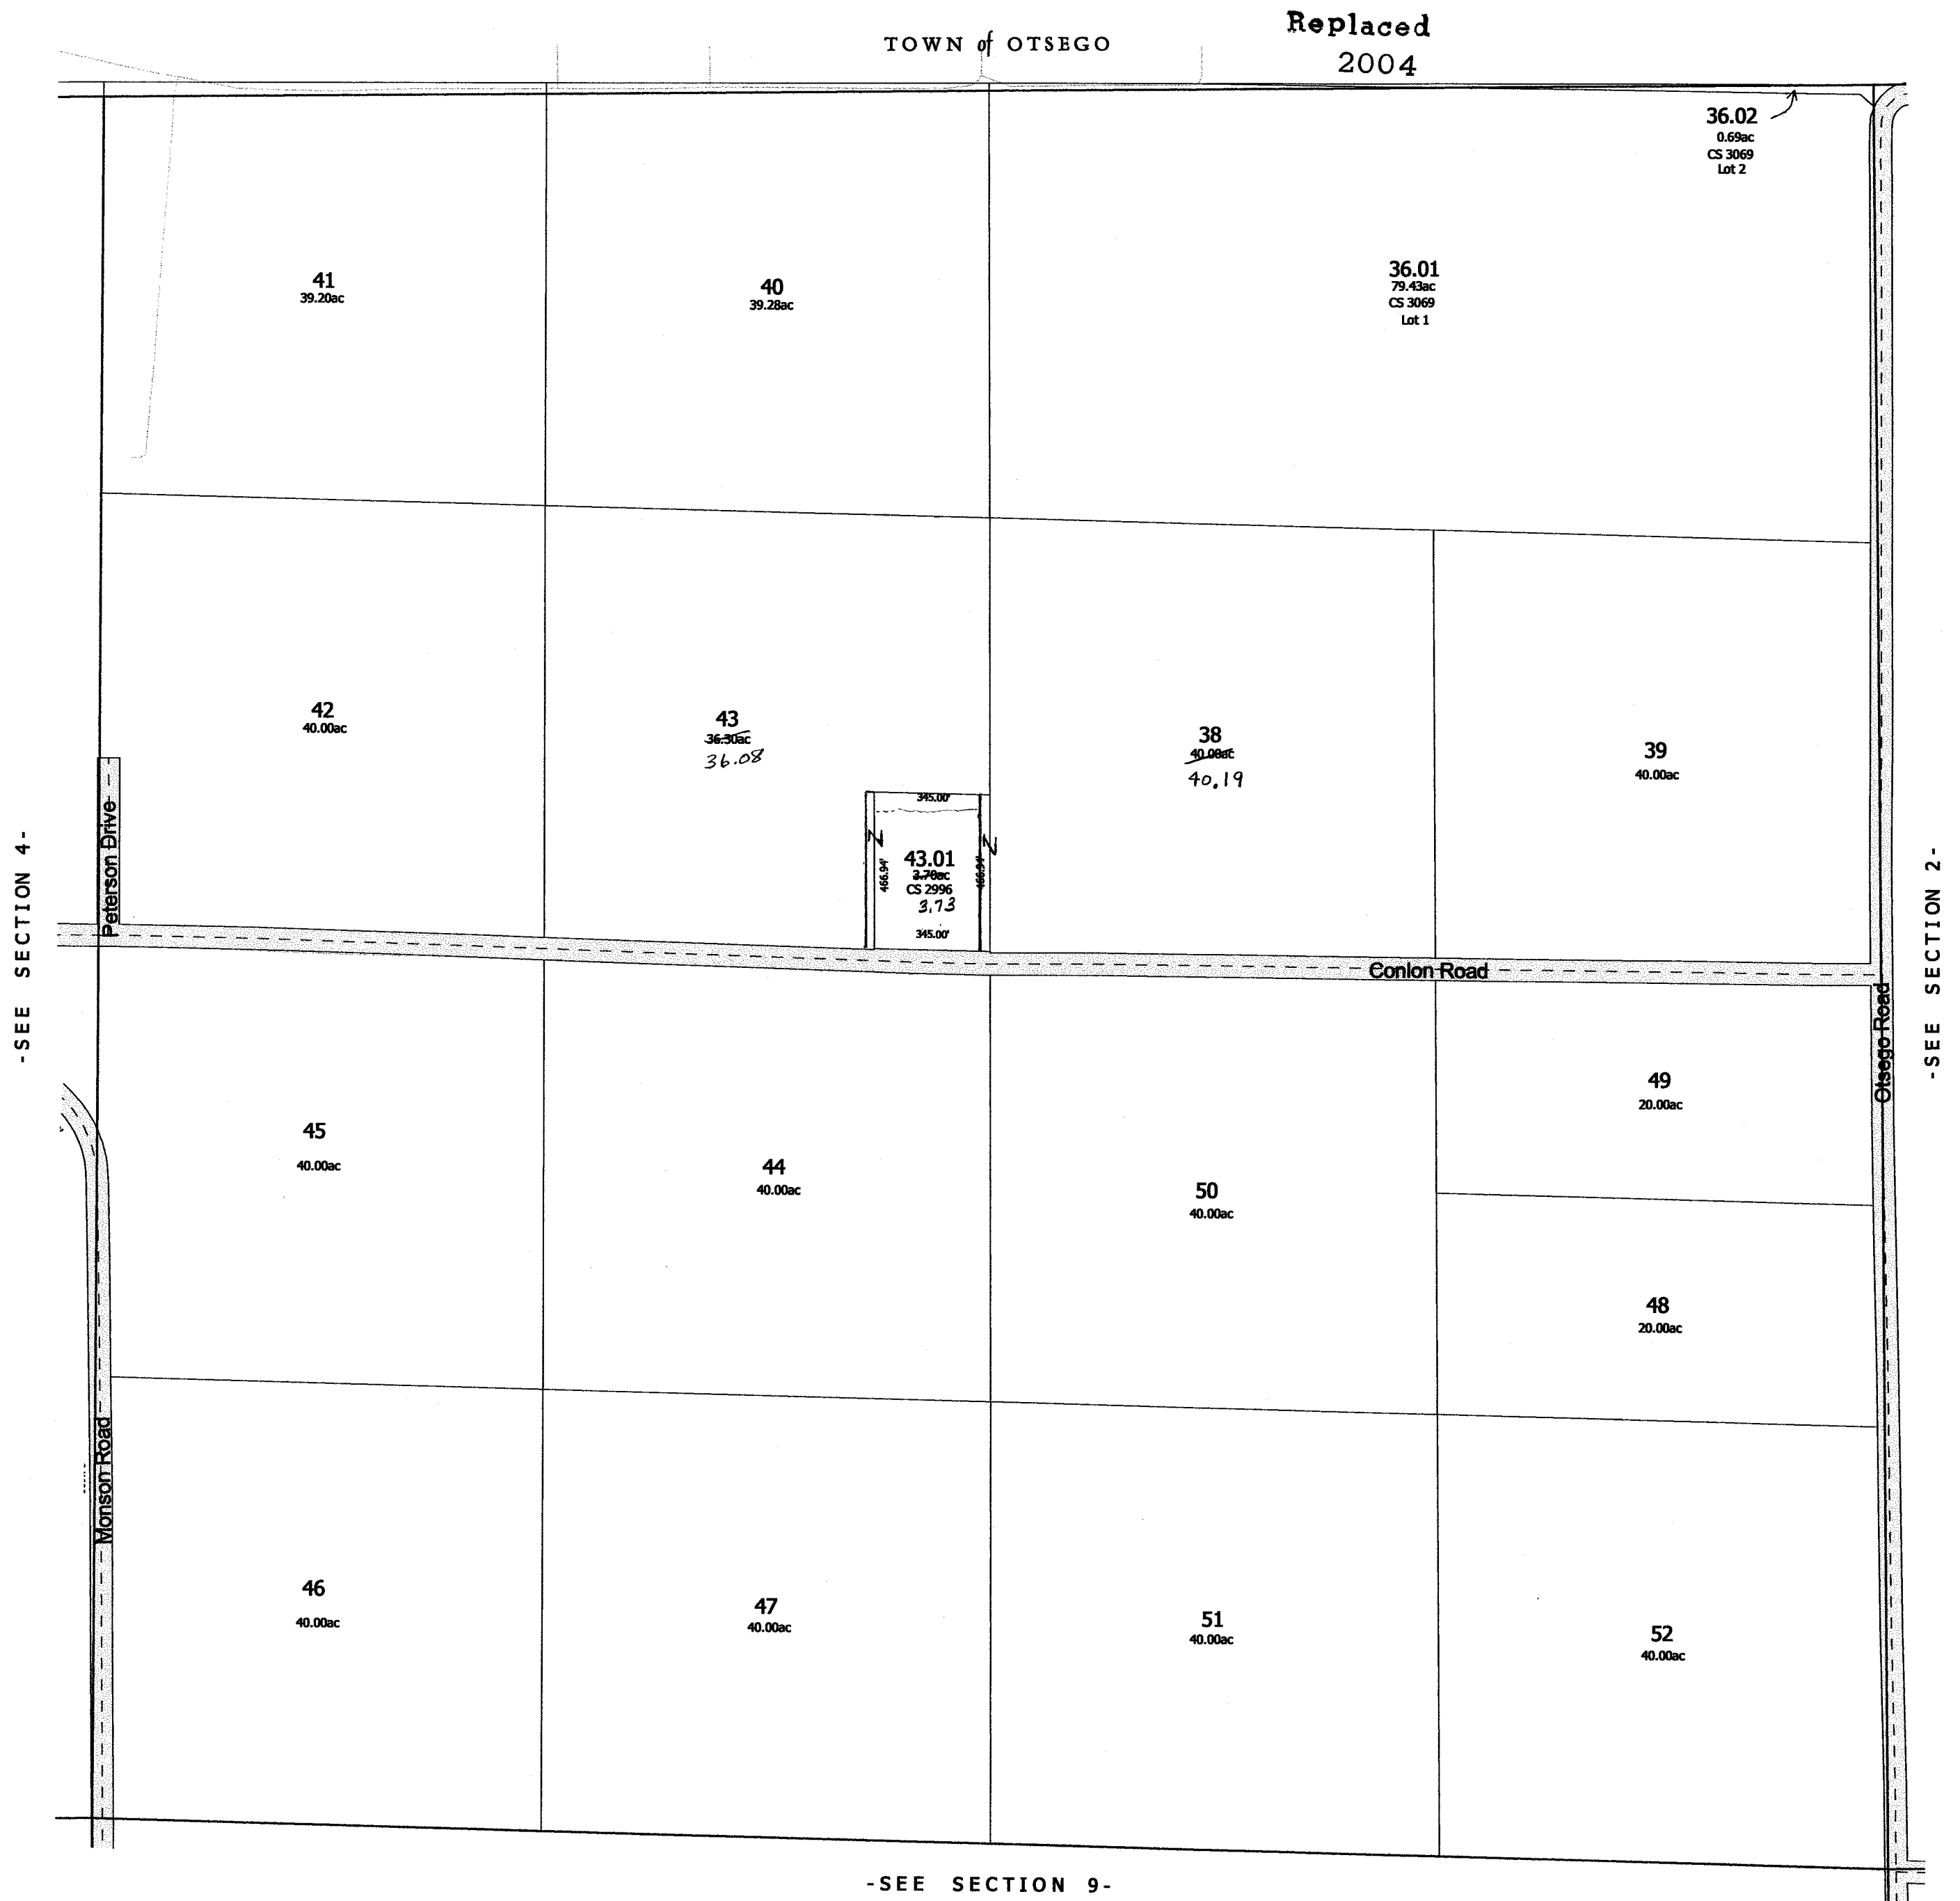 TOWN of OTSEGO
Replaced
2004
36.02
0.69ac
CS 3069
Lot 2
41
39.20ac
40
39.28ac
36.01
79.43ac
CS 3069
Lot 1
42
40.00ac
43
36.30ac
36.08
38
40.00ac
40.19
39
40.00ac
345.00'
466.94'
43.01
3.70ac
CS 2996
3.73
466.94'
345.00'
Peterson Drive
Conlon Road
Otsego Road
-SEE SECTION 4-
-SEE SECTION 2-
45
40.00ac
44
40.00ac
50
40.00ac
49
20.00ac
48
20.00ac
Monson Road
46
40.00ac
47
40.00ac
51
40.00ac
52
40.00ac
-SEE SECTION 9-